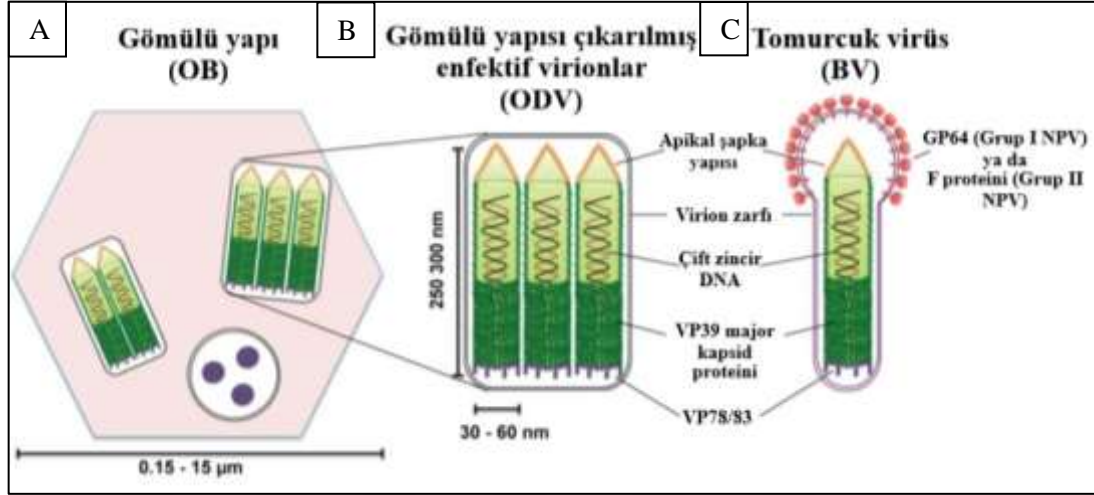 A
Gömülü yapı
(OB)
0.15 - 15 µm
B
Gömülü yapısı çıkarılmış
enfektif virionlar
(ODV)
250 300 nm
30 - 60 nm
C
Tomurcuk virüs
(BV)
Apikal şapka
yapısı
Virion zarfı
Çift zincir
DNA
VP39 major
kapsid
proteini
VP78/83
GP64 (Grup I NPV)
ya da
F proteini (Grup II
NPV)